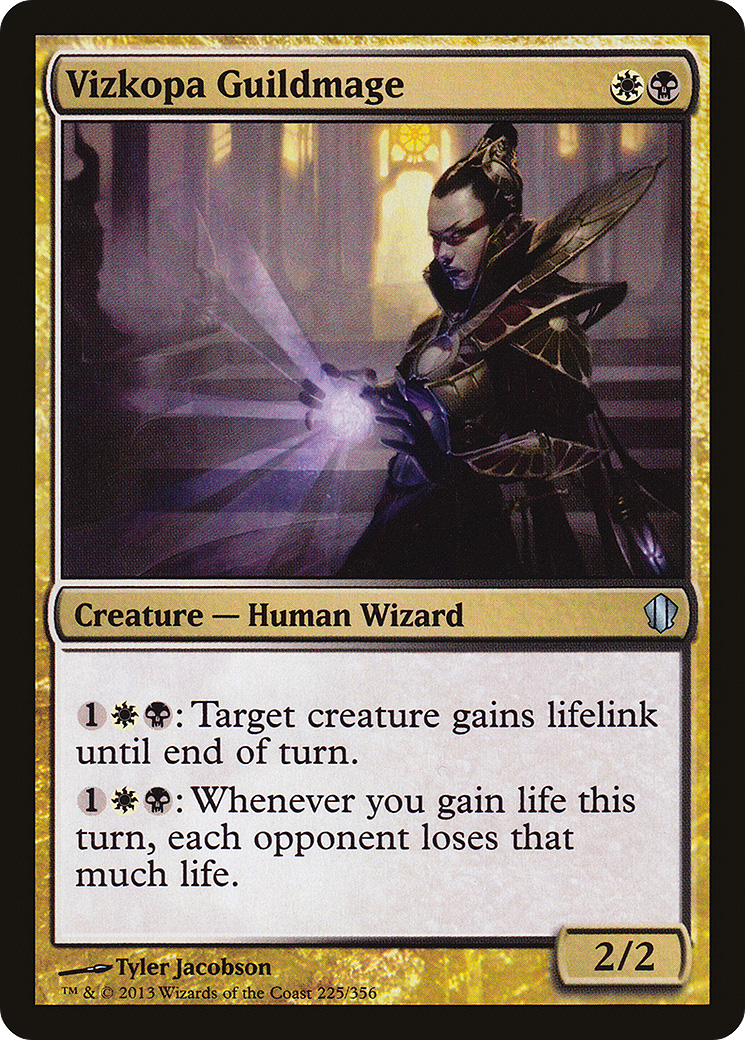 Vizkopa Guildmage
Creature — Human Wizard
1: Target creature gains lifelink
until end of turn.
1: Whenever you gain life this
turn, each opponent loses that
much life.
2/2
Tyler Jacobson
™ & © 2013 Wizards of the Coast 225/356